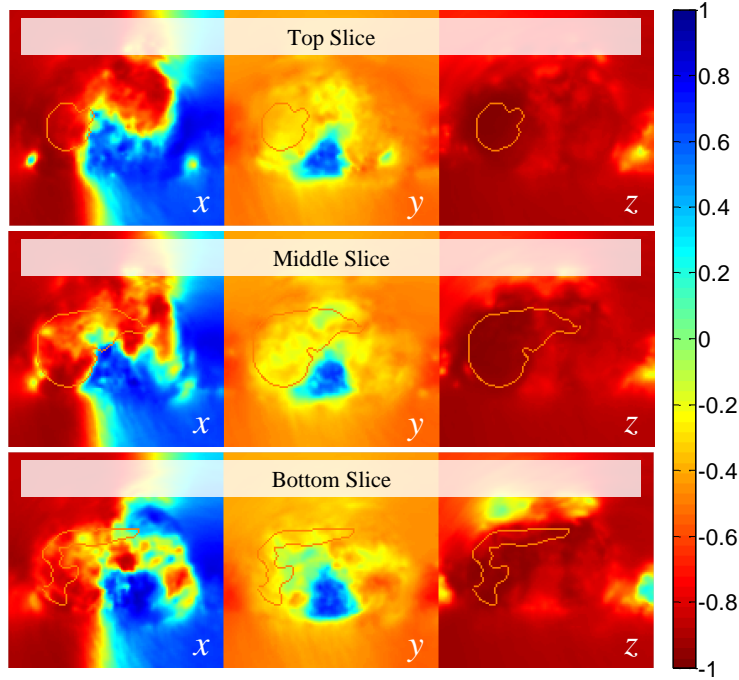 Top Slice
x
y
z
Middle Slice
x
y
z
Bottom Slice
x
y
z
1
0.8
0.6
0.4
0.2
0
-0.2
-0.4
-0.6
-0.8
-1